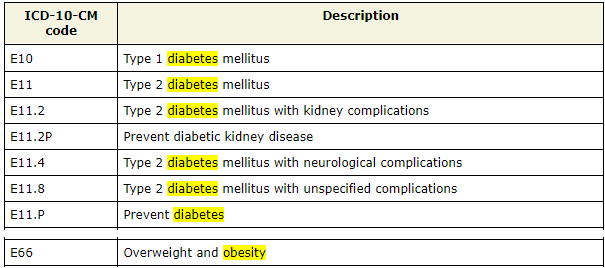 ICD-10-CM code Description
E10 Type 1 diabetes mellitus
E11 Type 2 diabetes mellitus
E11.2 Type 2 diabetes mellitus with kidney complications
E11.2P Prevent diabetic kidney disease
E11.4 Type 2 diabetes mellitus with neurological complications
E11.8 Type 2 diabetes mellitus with unspecified complications
E11.P Prevent diabetes
E66 Overweight and obesity